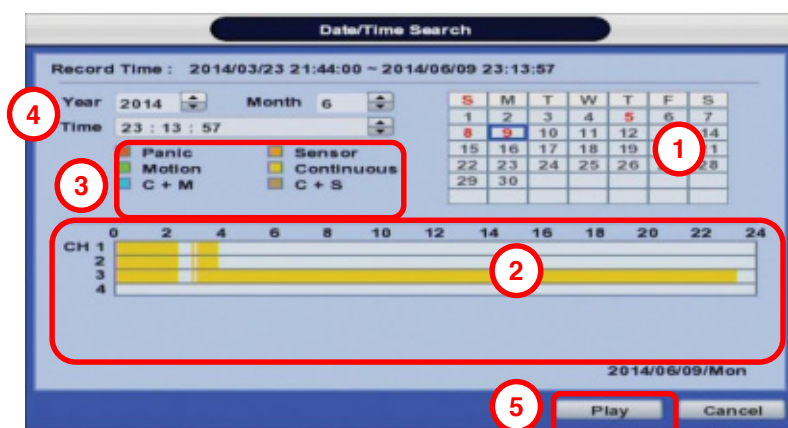 Date/Time Search
Record Time : 2014/03/23 21:44:00 ~ 2014/06/09 23:13:57
4
Year 2014 Month 6
Time 23 : 13 : 57
S M T W T F S
1 2 3 4 5 6 7
8 9 10 11 12 14
15 16 17 18 19 1
22 23 24 25 26 28
29 30
1
3
Panic Sensor
Motion Continuous
C + M C + S
0 2 4 6 8 10 12 14 16 18 20 22 24
CH 1
2
3
4
2
2014/06/09/Mon
5
Play Cancel